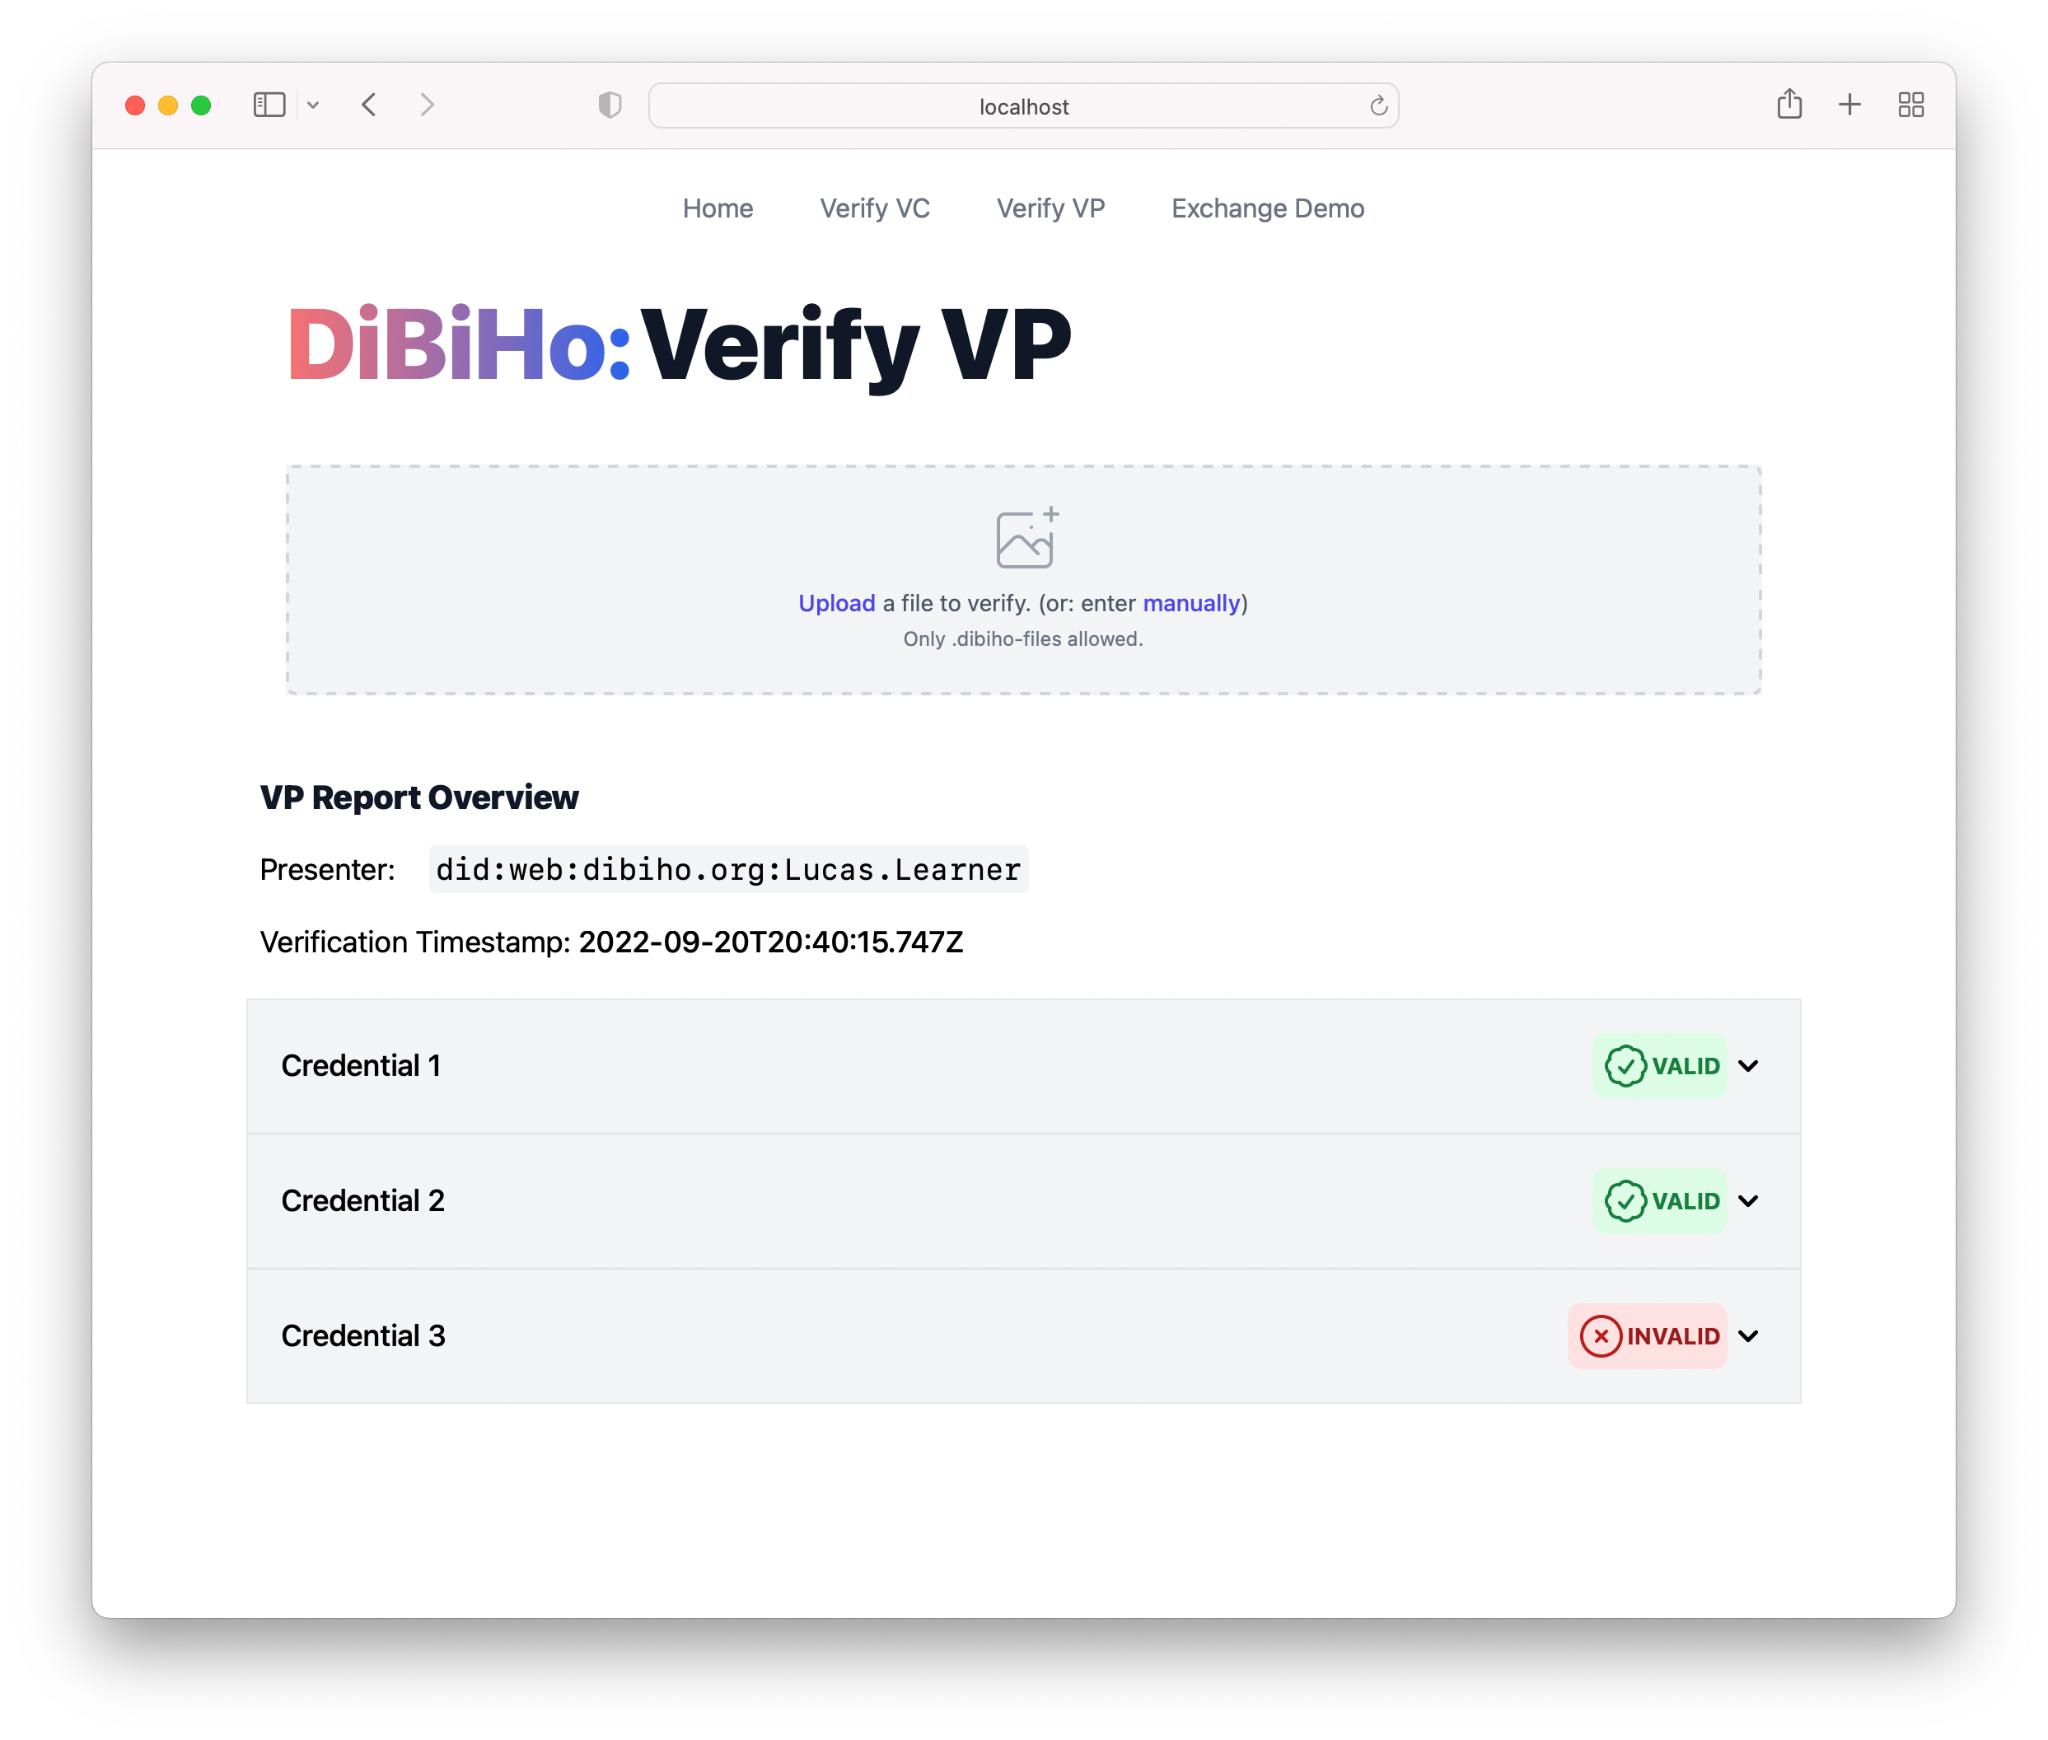 localhost
Home Verify VC Verify VP Exchange Demo
DiBiHo: Verify VP
Upload a file to verify. (or: enter manually)
Only .dibiho-files allowed.
VP Report Overview
Presenter: did:web:dibiho.org:Lucas.Learner
Verification Timestamp: 2022-09-20T20:40:15.747Z
Credential 1 VALID
Credential 2 VALID
Credential 3 INVALID